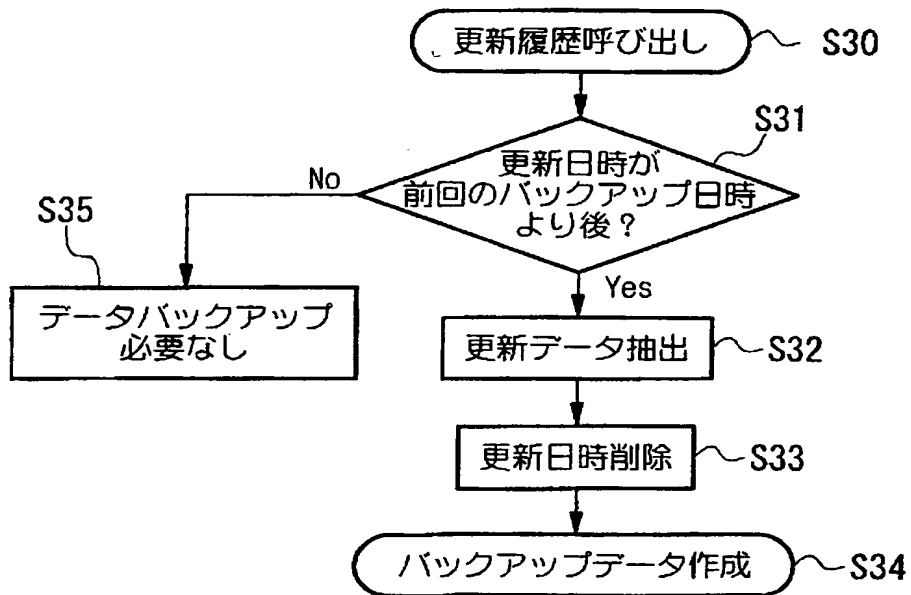 更新履歴呼び出し
S30
S31
更新日時が
前回のバックアップ日時
より後?
No
Yes
S35
データバックアップ
必要なし
更新データ抽出
S32
更新日時削除
S33
バックアップデータ作成
S34